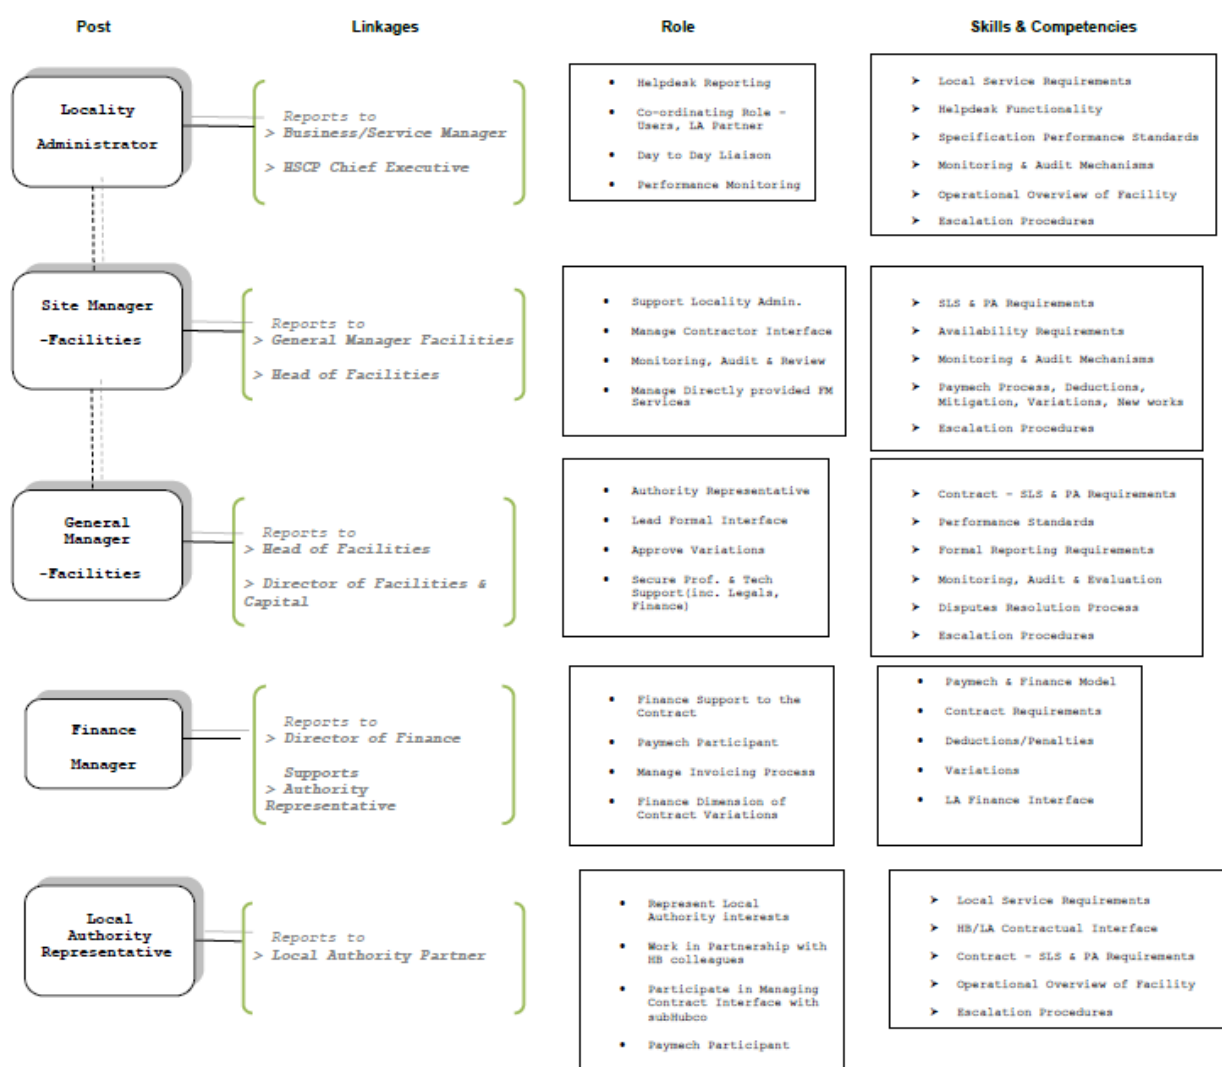 Post Linkages Role Skills & Competencies
Locality
Administrator
Reports to
> Business/Service Manager
> HSCP Chief Executive
• Helpdesk Reporting
• Co-ordinating Role –
Users, LA Partner
• Day to Day Liaison
• Performance Monitoring
➤ Local Service Requirements
➤ Helpdesk Functionality
➤ Specification Performance Standards
➤ Monitoring & Audit Mechanisms
➤ Operational Overview of Facility
➤ Escalation Procedures
Site Manager
-Facilities
Reports to
> General Manager Facilities
> Head of Facilities
• Support Locality Admin.
• Manage Contractor Interface
• Monitoring, Audit & Review
• Manage Directly provided FM
Services
➤ SLS & PA Requirements
➤ Availability Requirements
➤ Monitoring & Audit Mechanisms
➤ Paymech Process, Deductions,
Mitigation, Variations, New works
➤ Escalation Procedures
General
Manager
-Facilities
Reports to
> Head of Facilities
> Director of Facilities &
Capital
• Authority Representative
• Lead Formal Interface
• Approve Variations
• Secure Prof. & Tech
Support(inc. Legals,
Finance)
➤ Contract – SLS & PA Requirements
➤ Performance Standards
➤ Formal Reporting Requirements
➤ Monitoring, Audit & Evaluation
➤ Disputes Resolution Process
➤ Escalation Procedures
Finance
Manager
Reports to
> Director of Finance
Supports
> Authority
Representative
• Finance Support to the
Contract
• Paymech Participant
• Manage Invoicing Process
• Finance Dimension of
Contract Variations
• Paymech & Finance Model
• Contract Requirements
• Deductions/Penalties
• Variations
• LA Finance Interface
Local
Authority
Representative
Reports to
> Local Authority Partner
• Represent Local
Authority interests
• Work in Partnership with
HB colleagues
• Participate in Managing
Contract Interface with
subHubco
• Paymech Participant
➤ Local Service Requirements
➤ HB/LA Contractual Interface
➤ Contract – SLS & PA Requirements
➤ Operational Overview of Facility
➤ Escalation Procedures